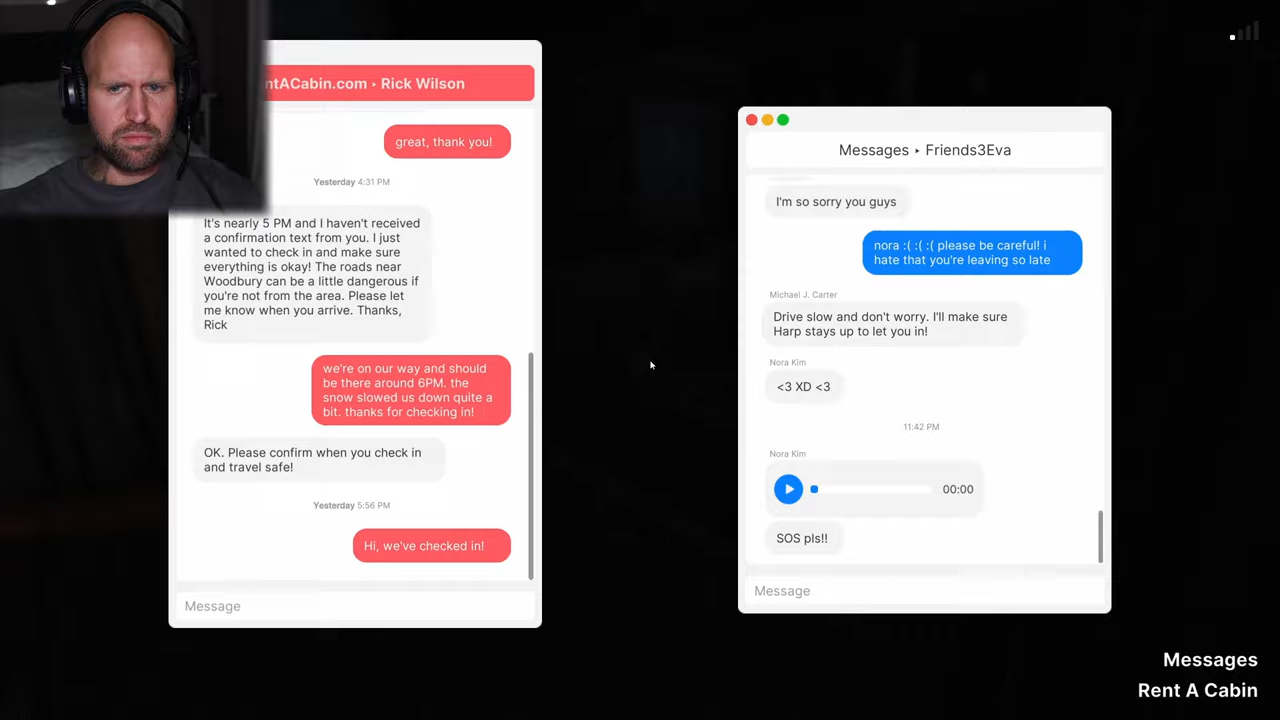 ntACabin.com ▸ Rick Wilson
great, thank you!
Yesterday 4:31 PM
It's nearly 5 PM and I haven't received
a confirmation text from you. I just
wanted to check in and make sure
everything is okay! The roads near
Woodbury can be a little dangerous if
you're not from the area. Please let
me know when you arrive. Thanks,
Rick
we're on our way and should
be there around 6PM. the
snow slowed us down quite a
bit. thanks for checking in!
OK. Please confirm when you check in
and travel safe!
Yesterday 5:56 PM
Hi, we've checked in!
Message
Messages ▸ Friends3Eva
I'm so sorry you guys
nora :( :( :( please be careful! i
hate that you're leaving so late
Michael J. Carter
Drive slow and don't worry. I'll make sure
Harp stays up to let you in!
Nora Kim
<3 XD <3
11:42 PM
Nora Kim
00:00
SOS pls!!
Message
Messages
Rent A Cabin